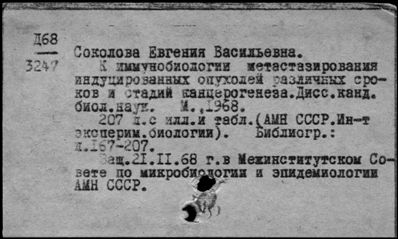 Д68
3247
Соколова Евгения Васильевна.
К иммунобиологии метастазирования
индуцированных опухолей различных сро-
ков и стадий канцерогенеза.Дисс.канд.
биол.наук. М.,1968.
207 л.с илл.и табл.(АМН СССР.Ин-т
эксперим.биологии). Библиогр.:
л.167-207.
Защ.21.II.68 г.в Межинститутском Со-
вете по микробиологии и эпидемиологии
АМН СССР.